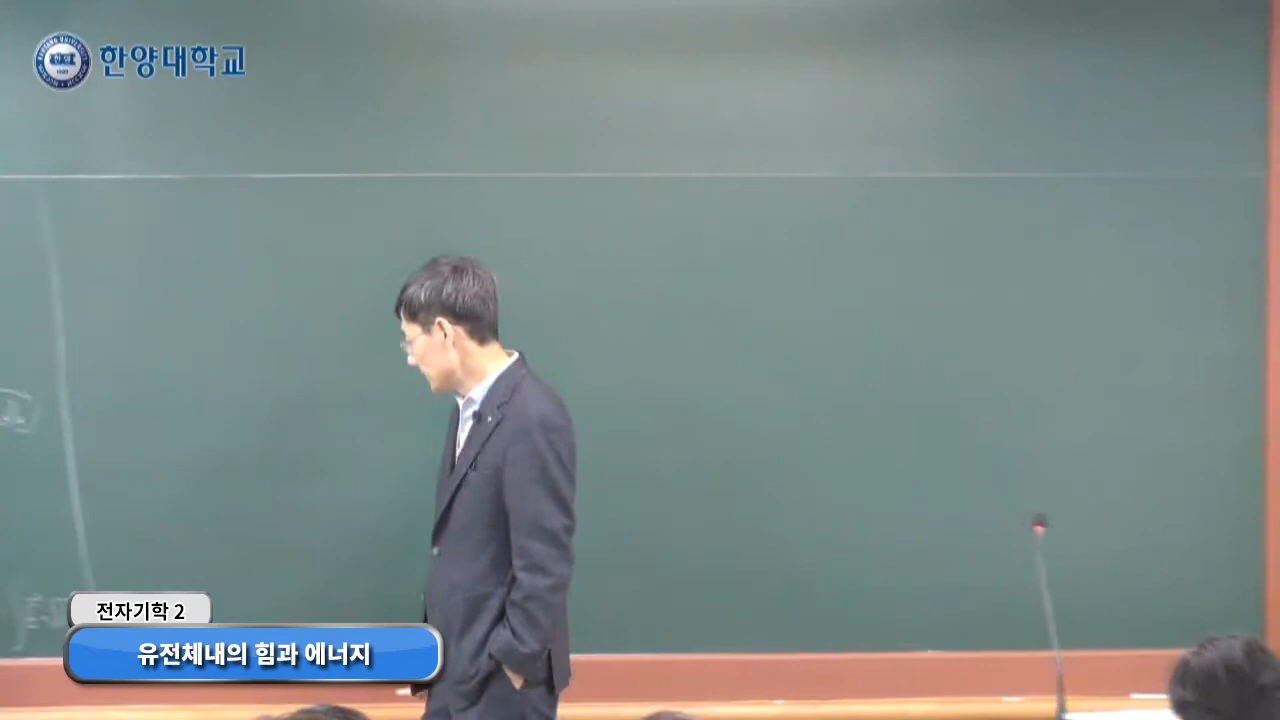 한양대학교
전자기학 2
유전체내의 힘과 에너지